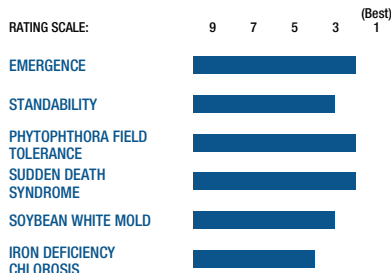 (Best)
RATING SCALE: 9 7 5 3 1
EMERGENCE
STANDABILITY
PHYTOPHTHORA FIELD
TOLERANCE
SUDDEN DEATH
SYNDROME
SOYBEAN WHITE MOLD
IRON DEFICIENCY
CHLOROSIS